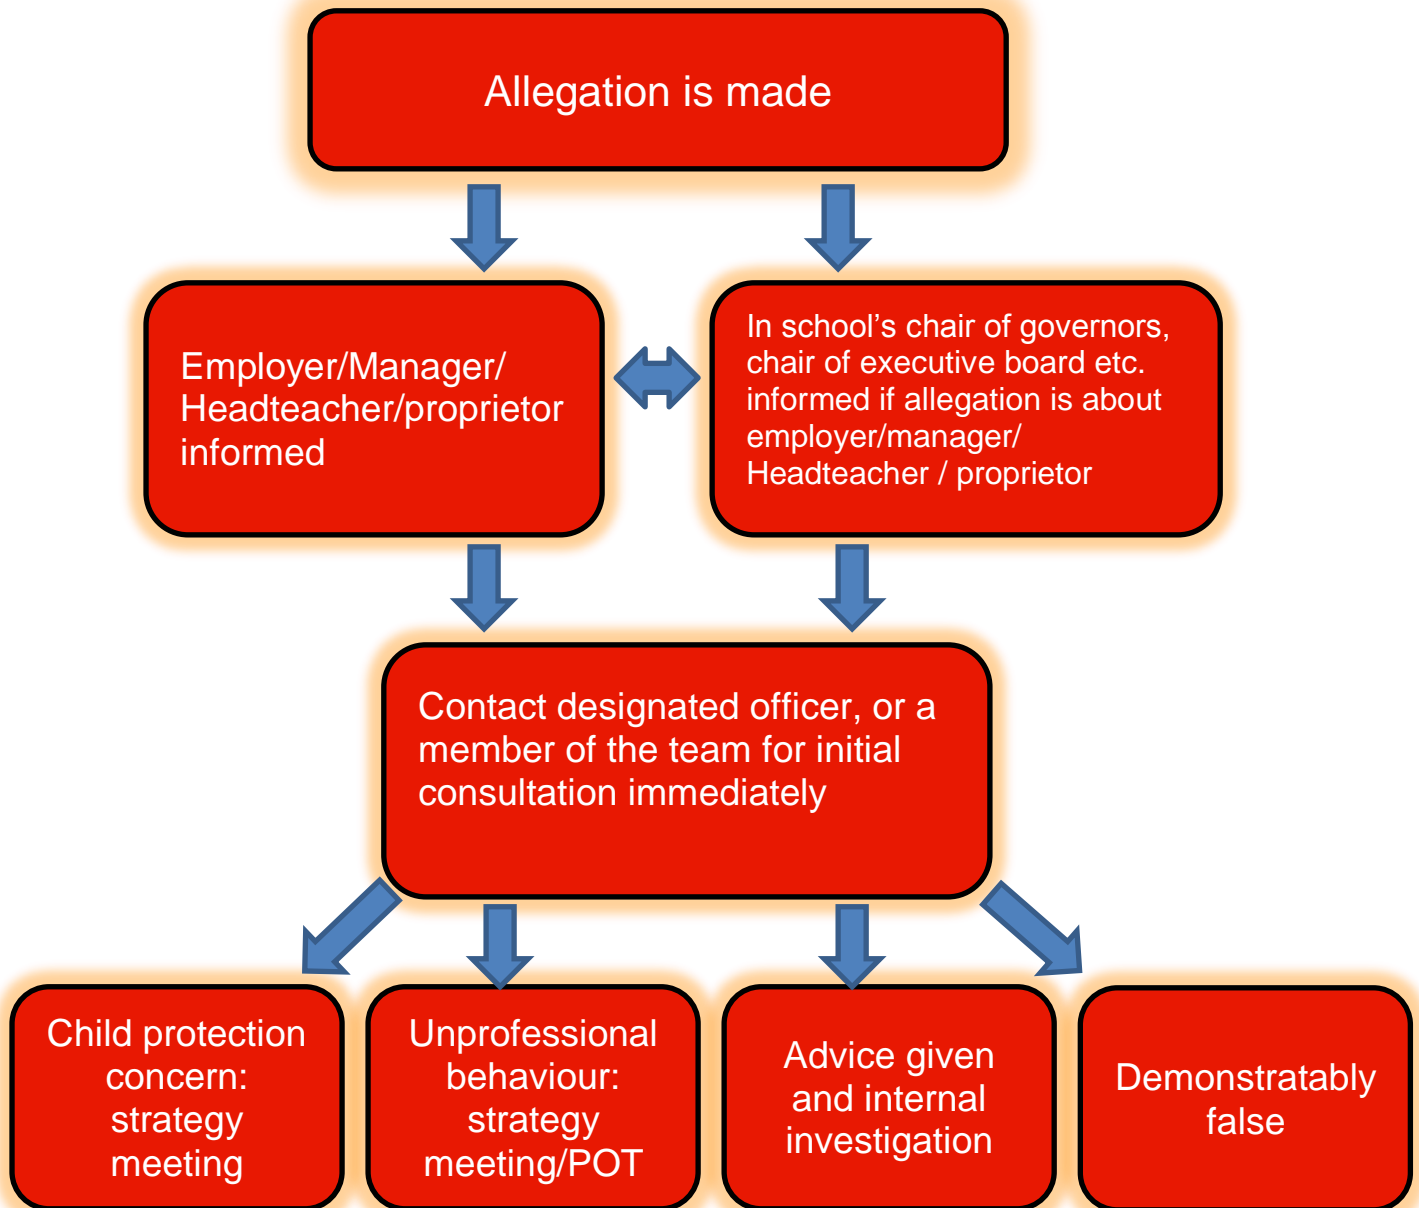 Allegation is made
Employer/Manager/
Headteacher/proprietor
informed
In school’s chair of governors,
chair of executive board etc.
informed if allegation is about
employer/manager/
Headteacher / proprietor
Contact designated officer, or a
member of the team for initial
consultation immediately
Child protection
concern:
strategy
meeting
Unprofessional
behaviour:
strategy
meeting/POT
Advice given
and internal
investigation
Demonstratably
false